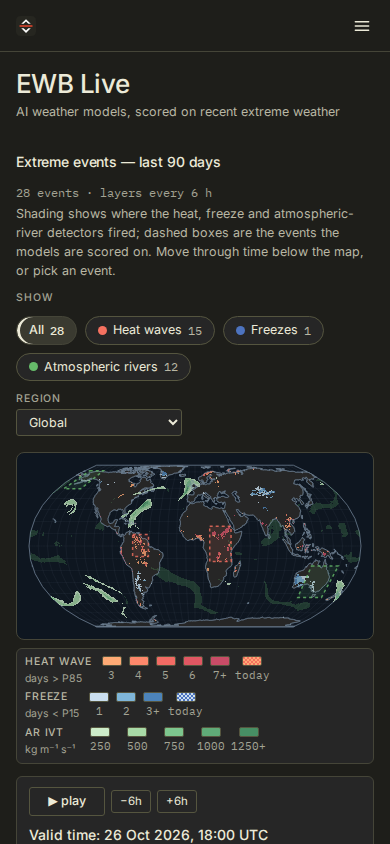 EWB Live
AI weather models, scored on recent extreme weather
Extreme events — last 90 days
28 events · layers every 6 h
Shading shows where the heat, freeze and atmospheric-
river detectors fired; dashed boxes are the events the
models are scored on. Move through time below the map,
or pick an event.
SHOW
All 28
Heat waves 15
Freezes 1
Atmospheric rivers 12
REGION
Global
HEAT WAVE
days > P85
3 4 5 6 7+ today
FREEZE
days < P15
1 2 3+ today
AR IVT
kg m⁻¹ s⁻¹
250 500 750 1000 1250+
▶ play
−6h
+6h
Valid time: 26 Oct 2026, 18:00 UTC